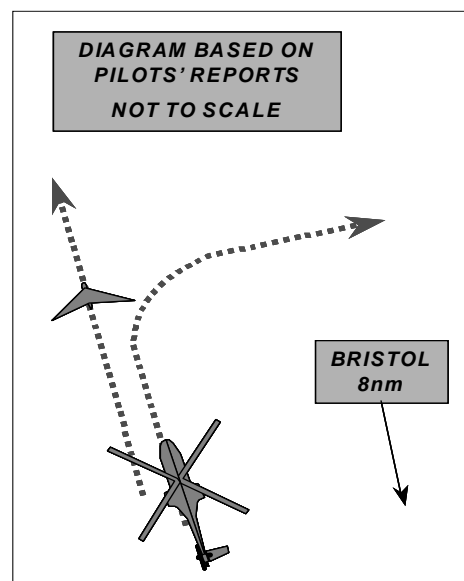 DIAGRAM BASED ON
PILOTS' REPORTS
NOT TO SCALE
BRISTOL
8nm